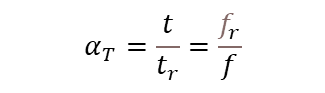 α_T = t/t_r = f_r/f